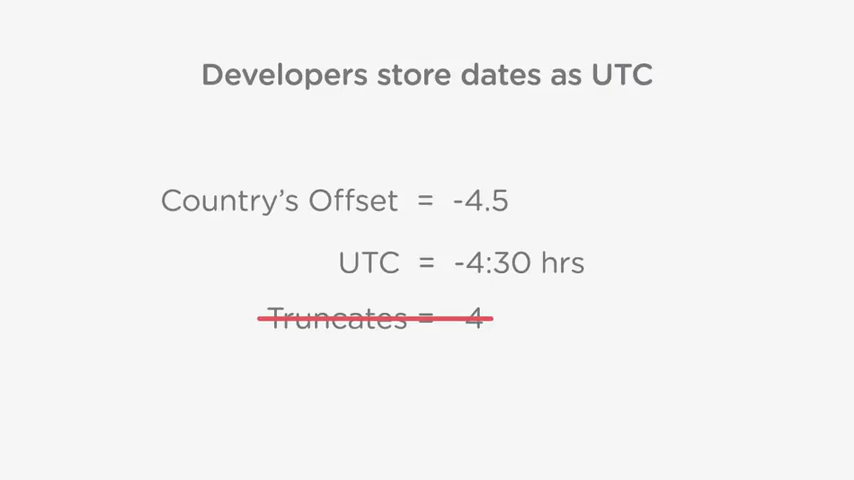 Developers store dates as UTC
Country’s Offset = -4.5
UTC = -4:30 hrs
Truncates = -4